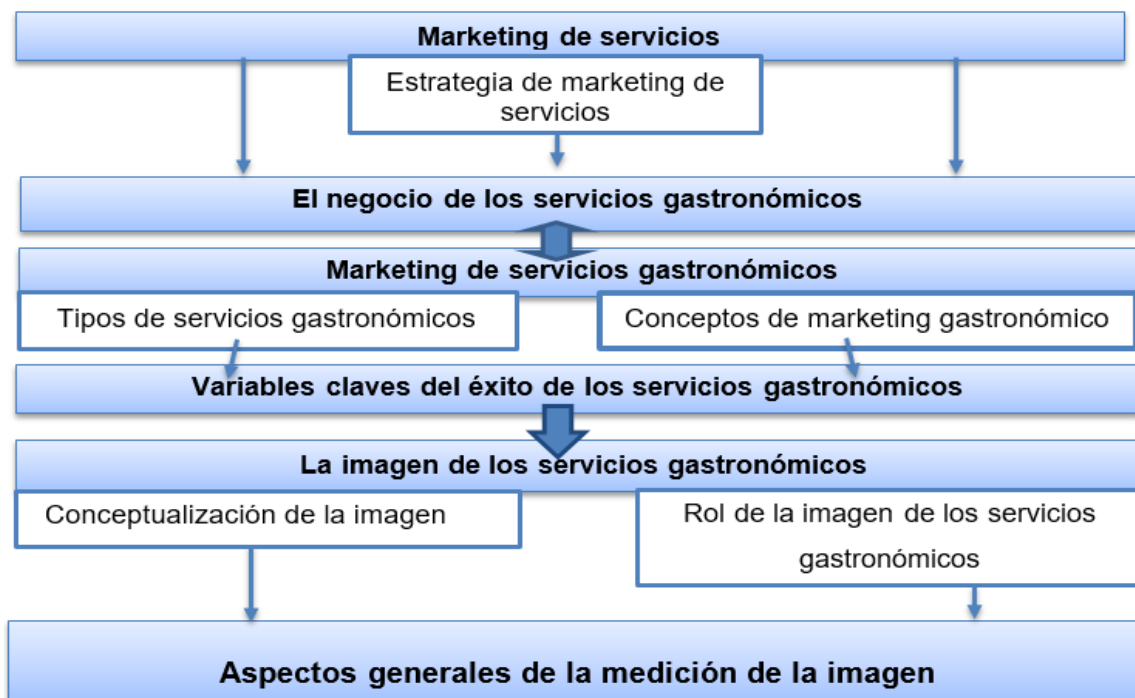 Marketing de servicios
Estrategia de marketing de
servicios
El negocio de los servicios gastronómicos
Marketing de servicios gastronómicos
Tipos de servicios gastronómicos
Conceptos de marketing gastronómico
Variables claves del éxito de los servicios gastronómicos
La imagen de los servicios gastronómicos
Conceptualización de la imagen
Rol de la imagen de los servicios
gastronómicos
Aspectos generales de la medición de la imagen